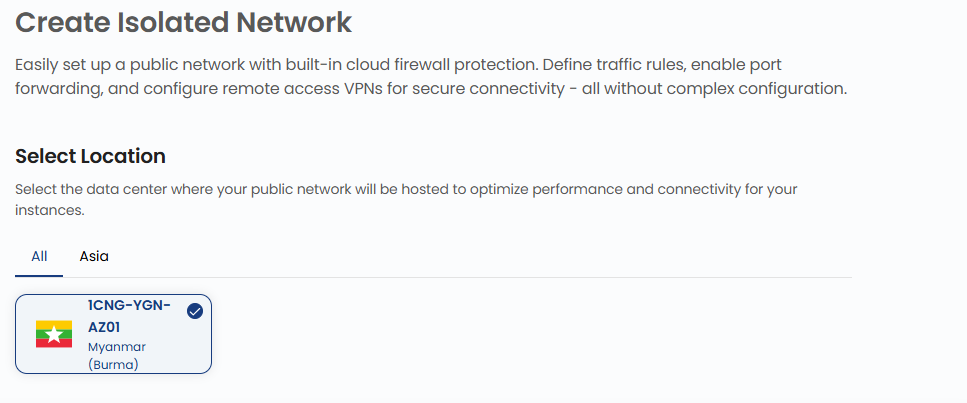 Create Isolated Network
Easily set up a public network with built-in cloud firewall protection. Define traffic rules, enable port
forwarding, and configure remote access VPNs for secure connectivity - all without complex configuration.
Select Location
Select the data center where your public network will be hosted to optimize performance and connectivity for your
instances.
All
Asia
1CNG-YGN-
AZ01
Myanmar
(Burma)